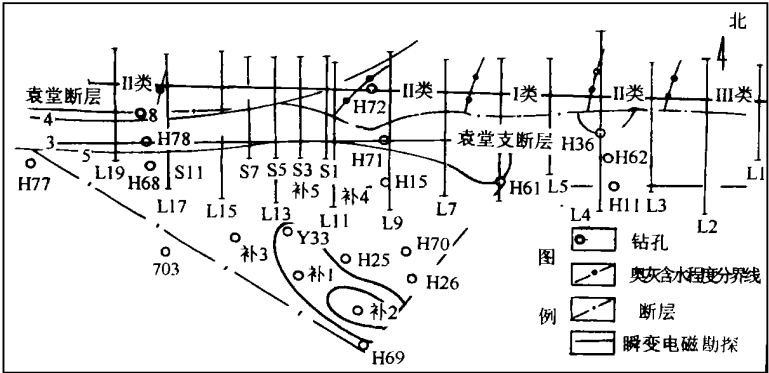 北
II类
II类
I类
II类
III类
袁堂断层
4
8
H72
3
H78
袁堂支断层
H36
5
H71
H62
H77
L19
H68
S11
S7
S5
S3
S1
H15
H61
L5
L1
补5
补4
H11
L3
L17
L15
L13
L11
L9
L7
L4
L2
Y33
补3
H25
H70
703
补1
H26
补2
H69
图
例
钻孔
奥灰含水程度分界线
断层
瞬变电磁勘探